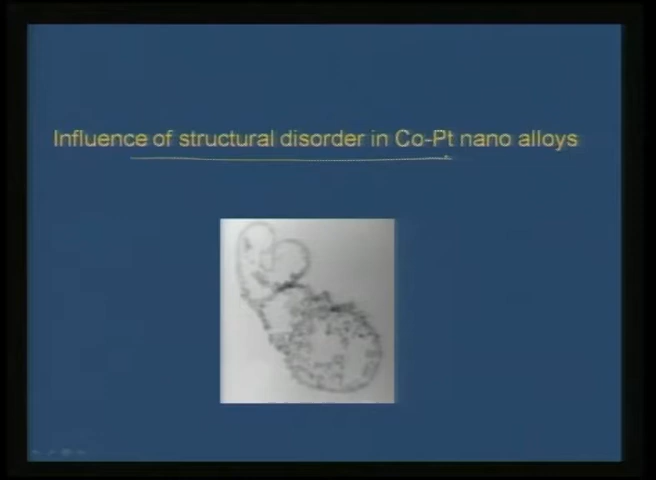 Influence of structural disorder in Co-Pt nano alloys